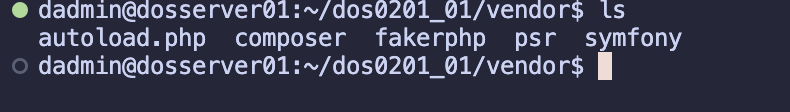 dadmin@dosserver01:~/dos0201_01/vendor$ ls
autoload.php  composer  fakerphp  psr  symfony
dadmin@dosserver01:~/dos0201_01/vendor$